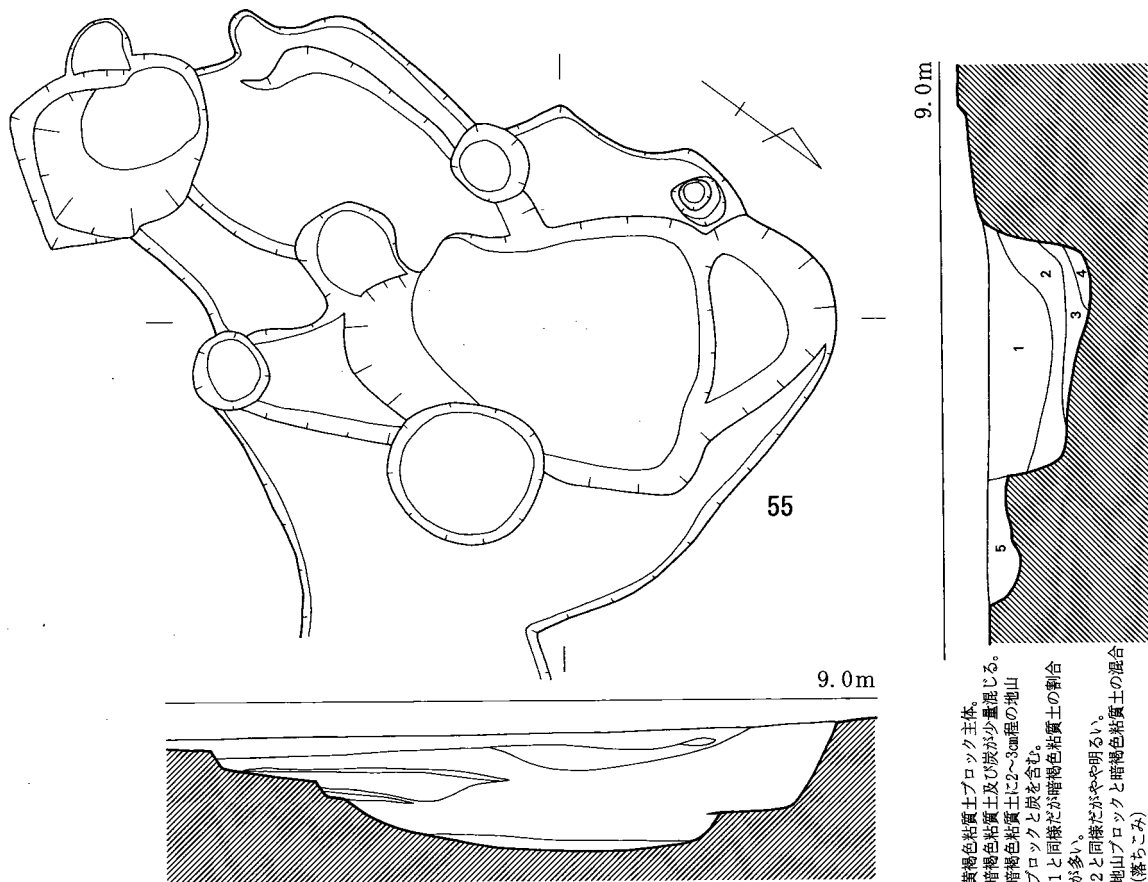 9.0m
2
4
3
1
5
55
9.0m
黄褐色粘質土ブロック主体。
暗褐色粘質土及び炭が少量混じる。
暗褐色粘質土に2～3㎝程の地山
ブロックと炭を含む。
1と同様だが暗褐色粘質土の割合
が多い。
2と同様だがやや明るい。
地山ブロックと暗褐色粘質土の混合
(落ちこみ)